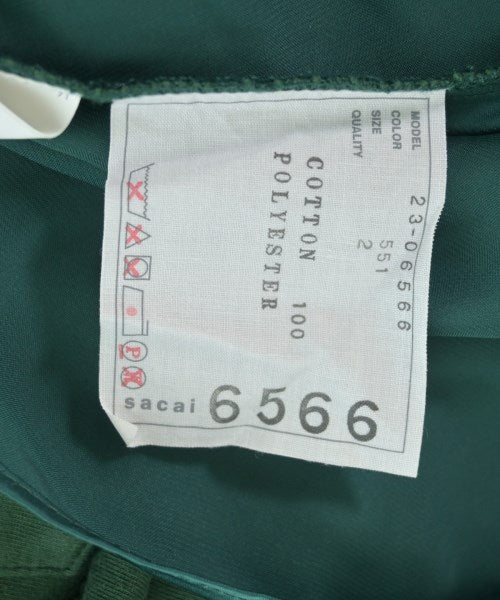 MODEL 23-06566
COLOR 551
SIZE 2
QUALITY
COTTON 100
POLYESTER
P
sacai 6566